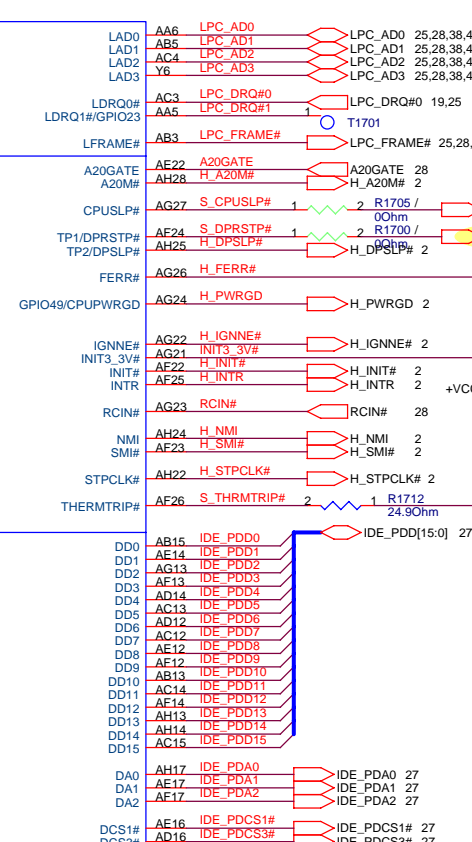 LAD0 AA6 LPC_AD0 LPC_AD0 25,28,38,4
LAD1 AB5 LPC_AD1 LPC_AD1 25,28,38,4
LAD2 AC4 LPC_AD2 LPC_AD2 25,28,38,4
LAD3 Y6 LPC_AD3 LPC_AD3 25,28,38,4
LDRQ0# AC3 LPC_DRQ#0 LPC_DRQ#0 19,25
LDRQ1#/GPIO23 AA5 LPC_DRQ#1 1 T1701
LFRAME# AB3 LPC_FRAME# LPC_FRAME# 25,28,
A20GATE AE22 A20GATE A20GATE 28
A20M# AH28 H_A20M# H_A20M# 2
CPUSLP# AG27 S_CPUSLP# 1 2 R1705 /
0Ohm
TP1/DPRSTP# AF24 S_DPRSTP# 1 2 R1700 /
0Ohm
TP2/DPSLP# AH25 H_DPSLP# H_DPSLP# 2
FERR# AG26 H_FERR#
GPIO49/CPUPWRGD AG24 H_PWRGD H_PWRGD 2
IGNNE# AG22 H_IGNNE# H_IGNNE# 2
INIT3_3V# AG21 INIT3_3V#
INIT# AF22 H_INIT# H_INIT# 2
INTR AF25 H_INTR H_INTR 2
+VC
RCIN# AG23 RCIN# RCIN# 28
NMI AH24 H_NMI H_NMI 2
SMI# AF23 H_SMI# H_SMI# 2
STPCLK# AH22 H_STPCLK# H_STPCLK# 2
THERMTRIP# AF26 S_THRMTRIP# 2 1 R1712
24.9Ohm
IDE_PDD[15:0] 27
DD0 AB15 IDE_PDD0
DD1 AE14 IDE_PDD1
DD2 AG13 IDE_PDD2
DD3 AF13 IDE_PDD3
DD4 AD14 IDE_PDD4
DD5 AC13 IDE_PDD5
DD6 AD12 IDE_PDD6
DD7 AC12 IDE_PDD7
DD8 AE12 IDE_PDD8
DD9 AF12 IDE_PDD9
DD10 AB13 IDE_PDD10
DD11 AC14 IDE_PDD11
DD12 AF14 IDE_PDD12
DD13 AH13 IDE_PDD13
DD14 AH14 IDE_PDD14
DD15 AC15 IDE_PDD15
DA0 AH17 IDE_PDA0 IDE_PDA0 27
DA1 AE17 IDE_PDA1 IDE_PDA1 27
DA2 AF17 IDE_PDA2 IDE_PDA2 27
DCS1# AE16 IDE_PDCS1# IDE_PDCS1# 27
DCS3# AD16 IDE_PDCS3# IDE_PDCS3# 27